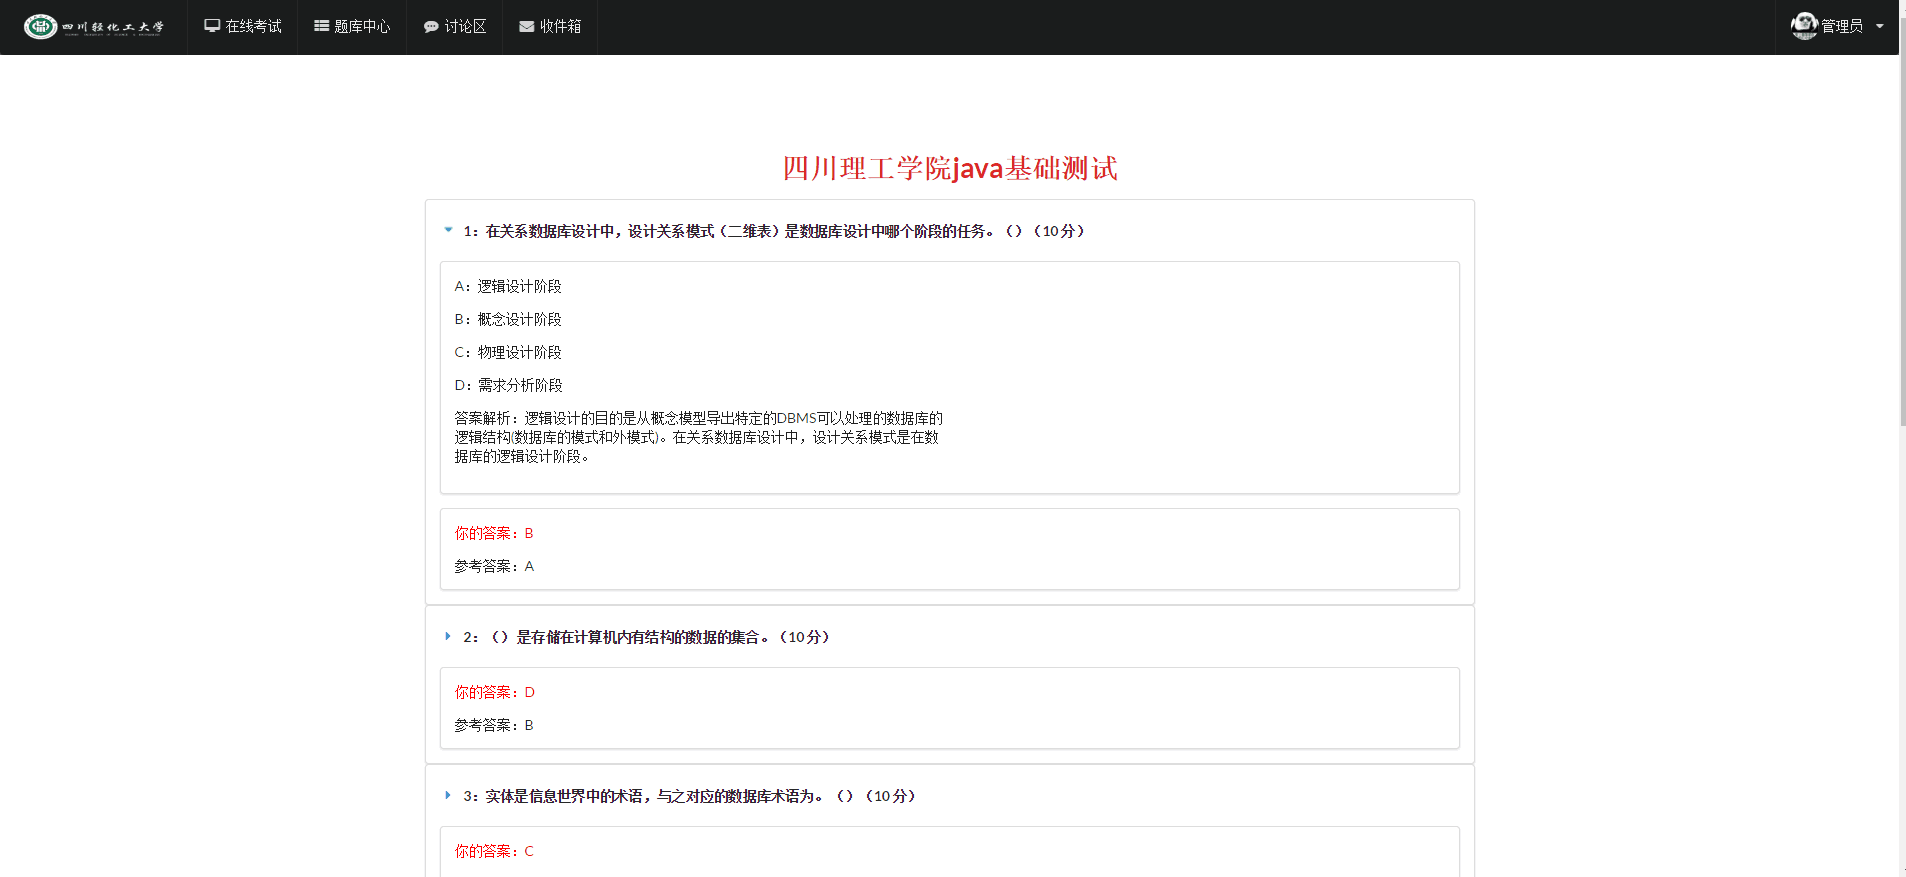 四川轻化工大学
在线考试
题库中心
讨论区
收件箱
管理员
四川理工学院java基础测试
1：在关系数据库设计中，设计关系模式（二维表）是数据库设计中哪个阶段的任务。（）（10 分）
A：逻辑设计阶段
B：概念设计阶段
C：物理设计阶段
D：需求分析阶段
答案解析：逻辑设计的目的是从概念模型导出特定的DBMS可以处理的数据库的
逻辑结构(数据库的模式和外模式)。在关系数据库设计中，设计关系模式是在数
据库的逻辑设计阶段。
你的答案：B
参考答案：A
2：（）是存储在计算机内有结构的数据的集合。（10 分）
你的答案：D
参考答案：B
3：实体是信息世界中的术语，与之对应的数据库术语为。（）（10 分）
你的答案：C